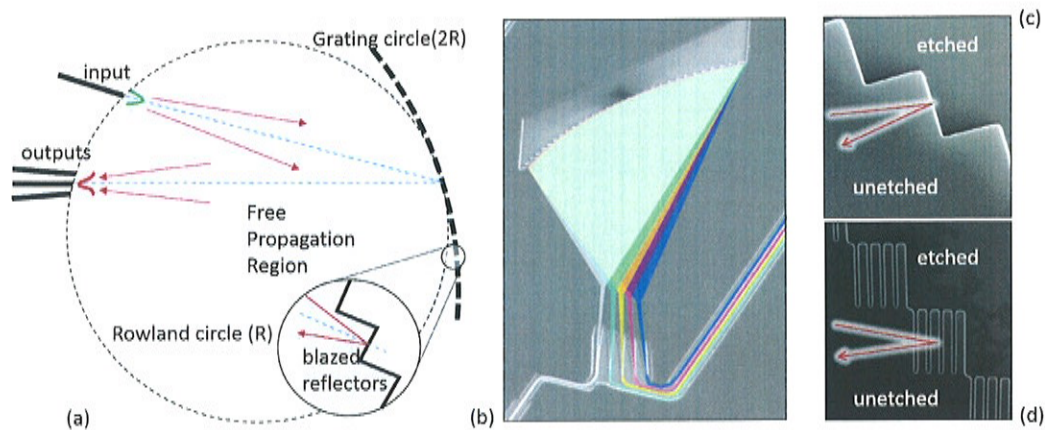 Grating circle(2R)
input
outputs
Free
Propagation
Region
Rowland circle (R)
blazed
reflectors
(a)
(b)
etched
unetched
(c)
etched
unetched
(d)